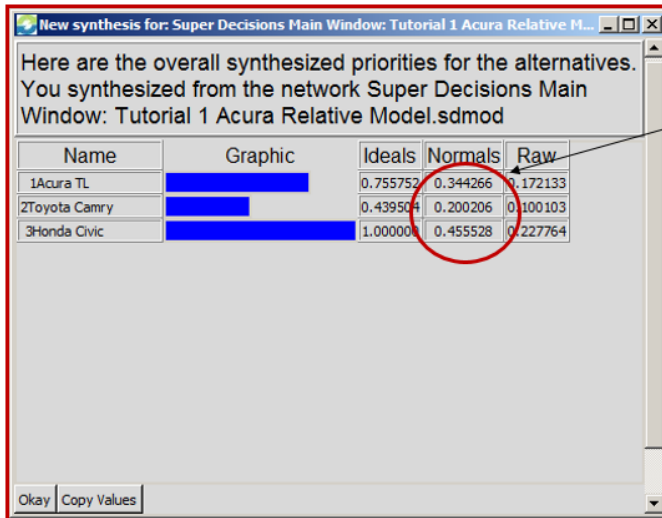 New synthesis for: Super Decisions Main Window: Tutorial 1 Acura Relative M...
Here are the overall synthesized priorities for the alternatives.
You synthesized from the network Super Decisions Main
Window: Tutorial 1 Acura Relative Model.sdmod
Name Graphic Ideals Normals Raw
1Acura TL 0.755752 0.344266 0.172133
2Toyota Camry 0.439504 0.200206 0.100103
3Honda Civic 1.000000 0.455528 0.227764
Okay Copy Values